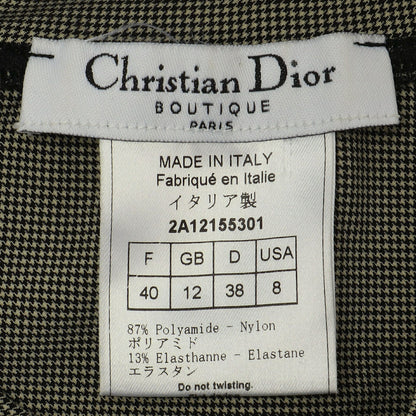 Christian Dior
BOUTIQUE
PARIS
MADE IN ITALY
Fabriqué en Italie
イタリア製
2A12155301
F GB D USA
40 12 38 8
87% Polyamide - Nylon
ポリアミド
13% Elasthanne - Elastane
エラスタン
Do not twisting.